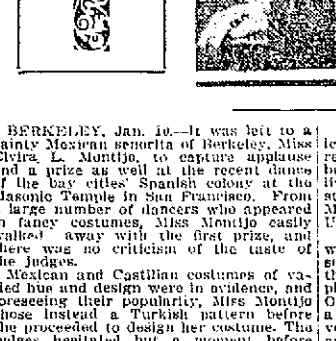 BERKELEY, Jan. 10.—It was left to a
dainty Mexican senorita of Berkeley, Miss
Elvira L. Montijo, to capture applause
and a prize as well at the recent dance
of the bay cities' Spanish colony at the
Masonic Temple in San Francisco. From
a large number of dancers who appeared
in fancy costumes, Miss Montijo easily
walked away with the first prize, and
there was no criticism of the taste of
the judges.
Mexican and Castilian costumes of va-
ried hue and design were in evidence, and
foreseeing their popularity, Miss Montijo
chose instead a Turkish pattern before
she proceeded to design her costume. The
judges hesitated but a moment before